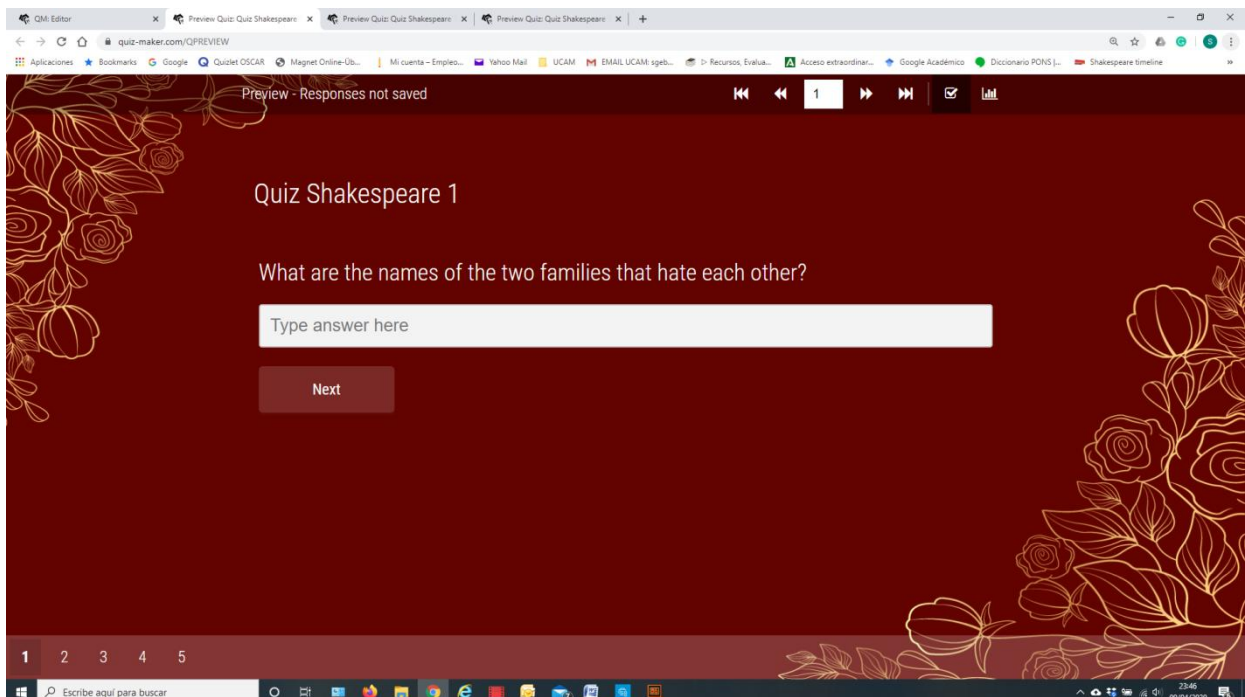 QM: Editor
Preview Quiz: Quiz Shakespeare
Preview Quiz: Quiz Shakespeare
Preview Quiz: Quiz Shakespeare
quiz-maker.com/QPREVIEW
Aplicaciones Bookmarks Google Quizlet OSCAR Magnet Online-Üb... Mi cuenta – Empleo... Yahoo Mail UCAM EMAIL UCAM: sgeb... Recursos, Evalua... Acceso extraordinar... Google Académico Diccionario PONS |... Shakespeare timeline
Preview - Responses not saved 1
Quiz Shakespeare 1
What are the names of the two families that hate each other?
Type answer here
Next
1 2 3 4 5
Escribe aquí para buscar
23:46